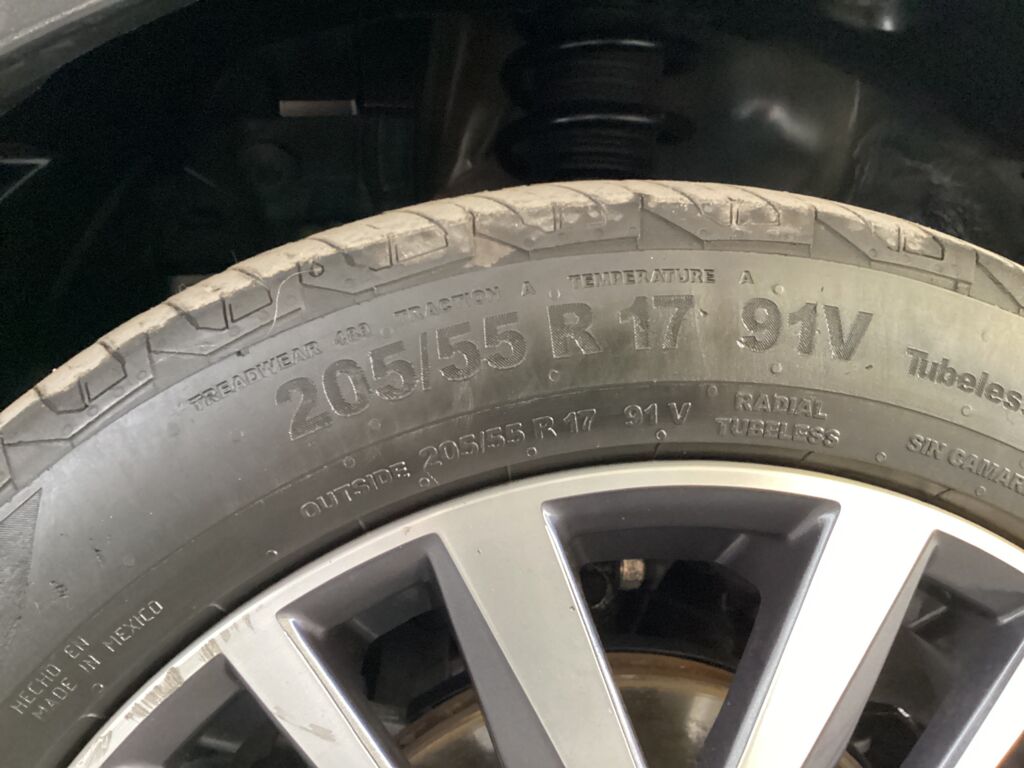 TREADWEAR 460 TRACTION A TEMPERATURE A
205/55 R 17 91V
Tubeless
OUTSIDE 205/55 R 17 91 V RADIAL
TUBELESS
SIN CAMAR
HECHO EN
MADE IN MEXICO